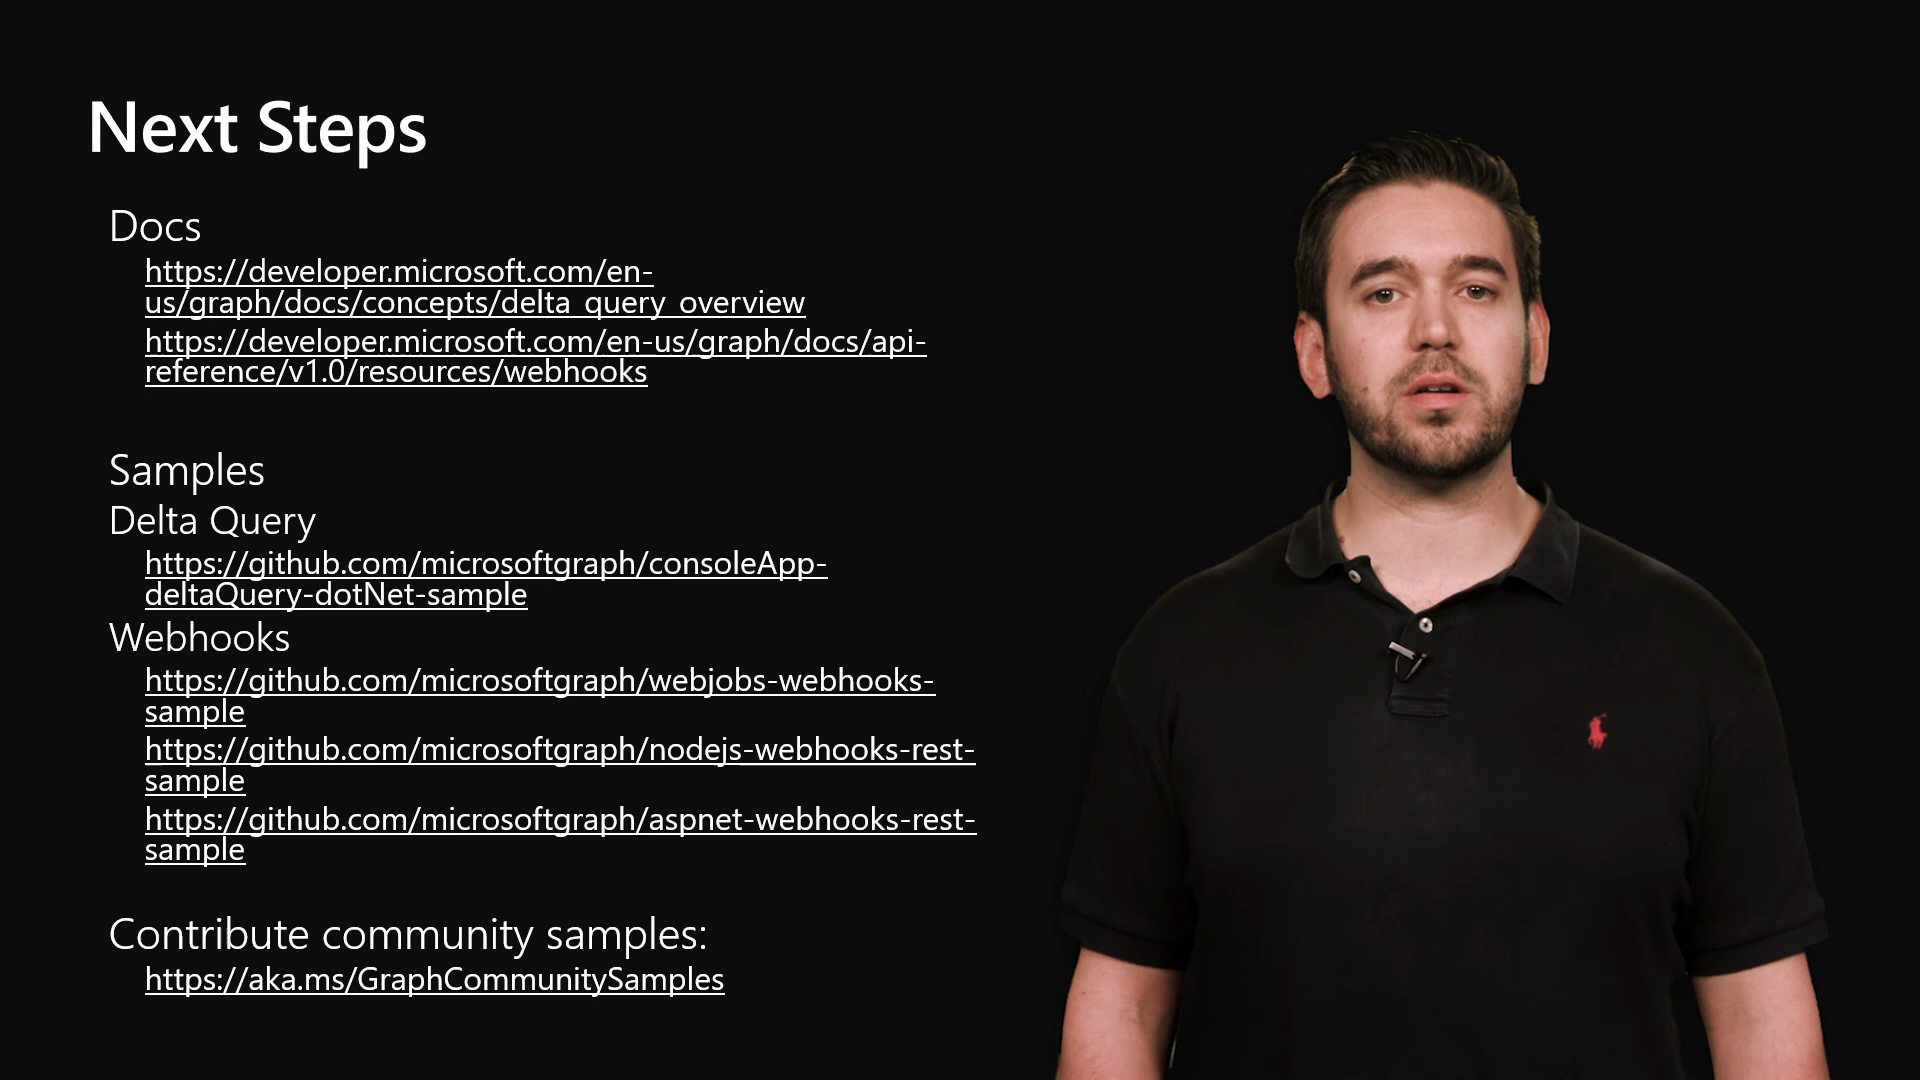 Next Steps
Docs
https://developer.microsoft.com/en-
us/graph/docs/concepts/delta_query_overview
https://developer.microsoft.com/en-us/graph/docs/api-
reference/v1.0/resources/webhooks
Samples
Delta Query
https://github.com/microsoftgraph/consoleApp-
deltaQuery-dotNet-sample
Webhooks
https://github.com/microsoftgraph/webjobs-webhooks-
sample
https://github.com/microsoftgraph/nodejs-webhooks-rest-
sample
https://github.com/microsoftgraph/aspnet-webhooks-rest-
sample
Contribute community samples:
https://aka.ms/GraphCommunitySamples